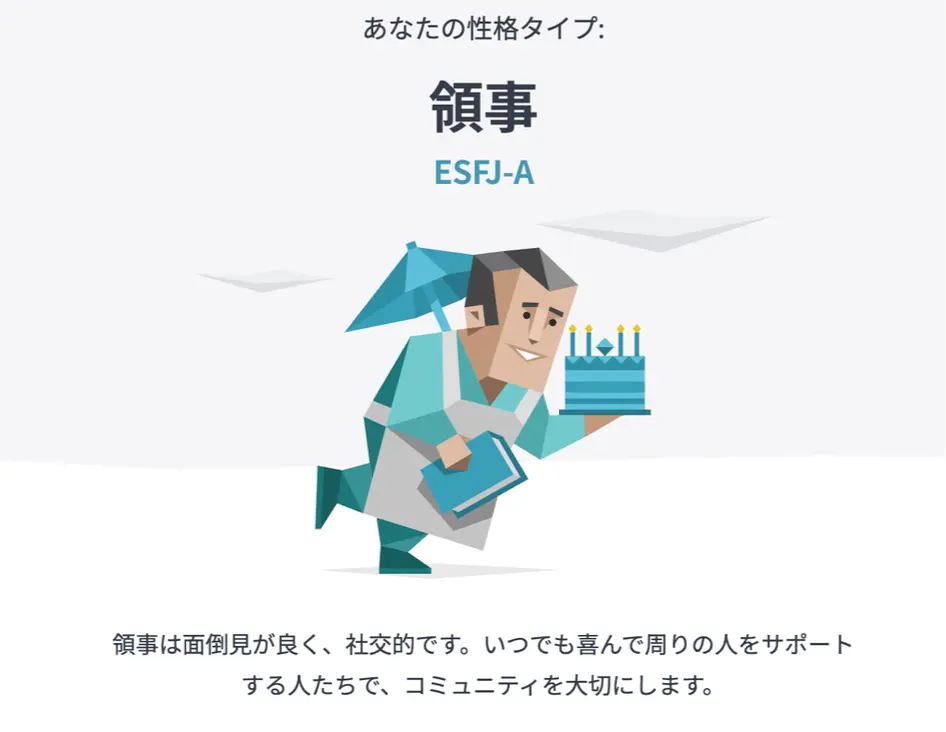 あなたの性格タイプ:
領事
ESFJ-A
領事は面倒見が良く、社交的です。いつでも喜んで周りの人をサポート
する人たちで、コミュニティを大切にします。